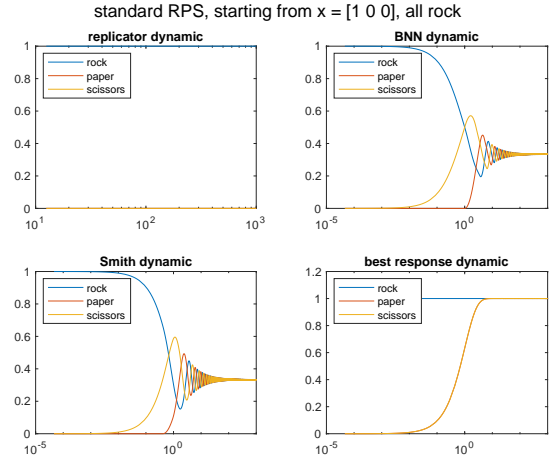 standard RPS, starting from x = [1 0 0], all rock
replicator dynamic
1
0.8
0.6
0.4
0.2
0
rock
paper
scissors
10^1
10^2
10^3
BNN dynamic
1
0.8
0.6
0.4
0.2
0
rock
paper
scissors
10^-5
10^0
Smith dynamic
1
0.8
0.6
0.4
0.2
0
rock
paper
scissors
10^-5
10^0
best response dynamic
1.2
1
0.8
0.6
0.4
0.2
0
rock
paper
scissors
10^-5
10^0